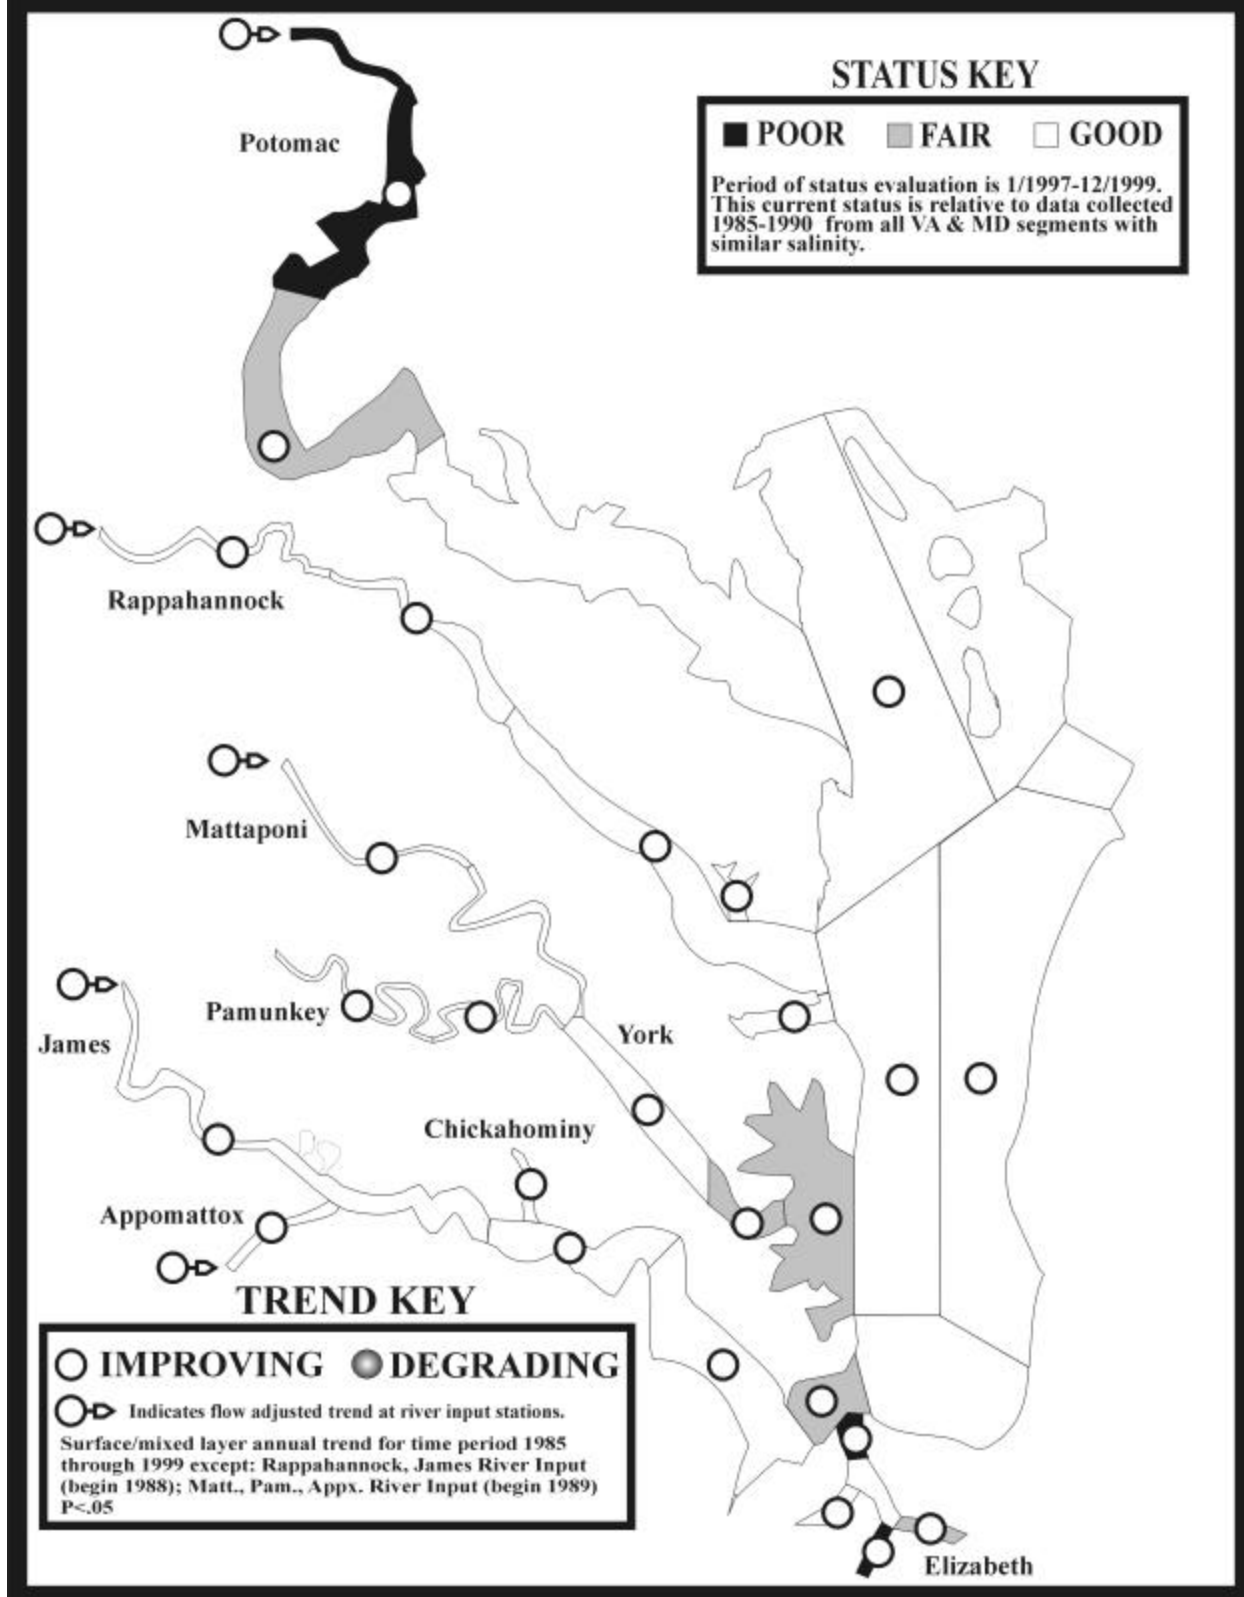 STATUS KEY
POOR FAIR GOOD
Period of status evaluation is 1/1997-12/1999.
This current status is relative to data collected
1985-1990 from all VA & MD segments with
similar salinity.
Potomac
Rappahannock
Mattaponi
Pamunkey
York
James
Chickahominy
Appomattox
TREND KEY
IMPROVING DEGRADING
Indicates flow adjusted trend at river input stations.
Surface/mixed layer annual trend for time period 1985
through 1999 except: Rappahannock, James River Input
(begin 1988); Matt., Pam., Appx. River Input (begin 1989)
P<.05
Elizabeth